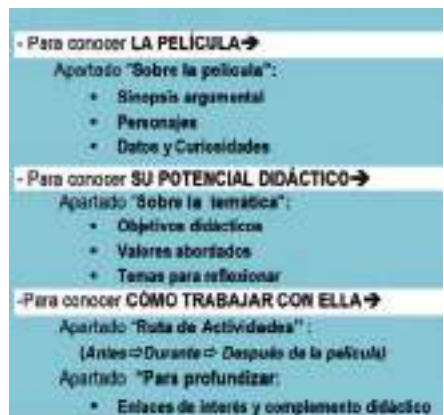 - Para conocer LA PELÍCULA➔
Apartado "Sobre la película":
• Sinopsis argumental
• Personajes
• Datos y Curiosidades
- Para conocer SU POTENCIAL DIDÁCTICO➔
Apartado "Sobre la temática":
• Objetivos didácticos
• Valores abordados
• Temas para reflexionar
-Para conocer CÓMO TRABAJAR CON ELLA➔
Apartado "Ruta de Actividades" :
(Antes⇨Durante⇨ Después de la película)
Apartado "Para profundizar:
• Enlaces de interés y complemento didáctico